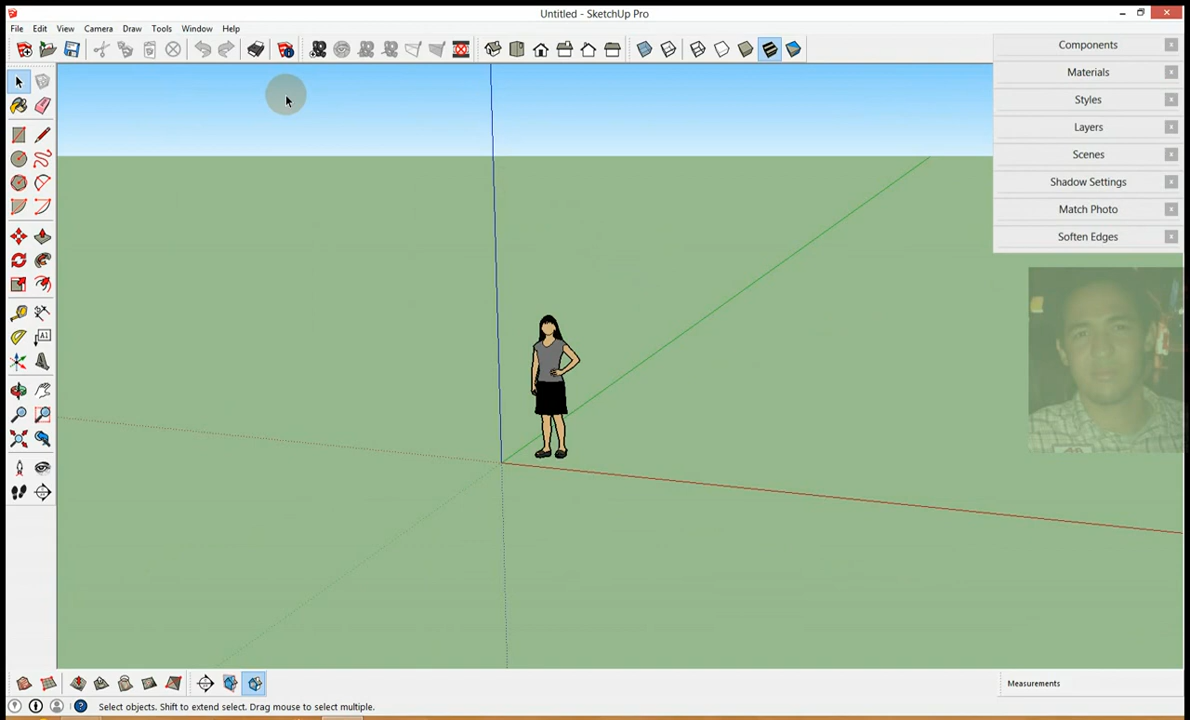 Untitled - SketchUp Pro
File Edit View Camera Draw Tools Window Help
Components
Materials
Styles
Layers
Scenes
Shadow Settings
Match Photo
Soften Edges
A1
Measurements
Select objects. Shift to extend select. Drag mouse to select multiple.